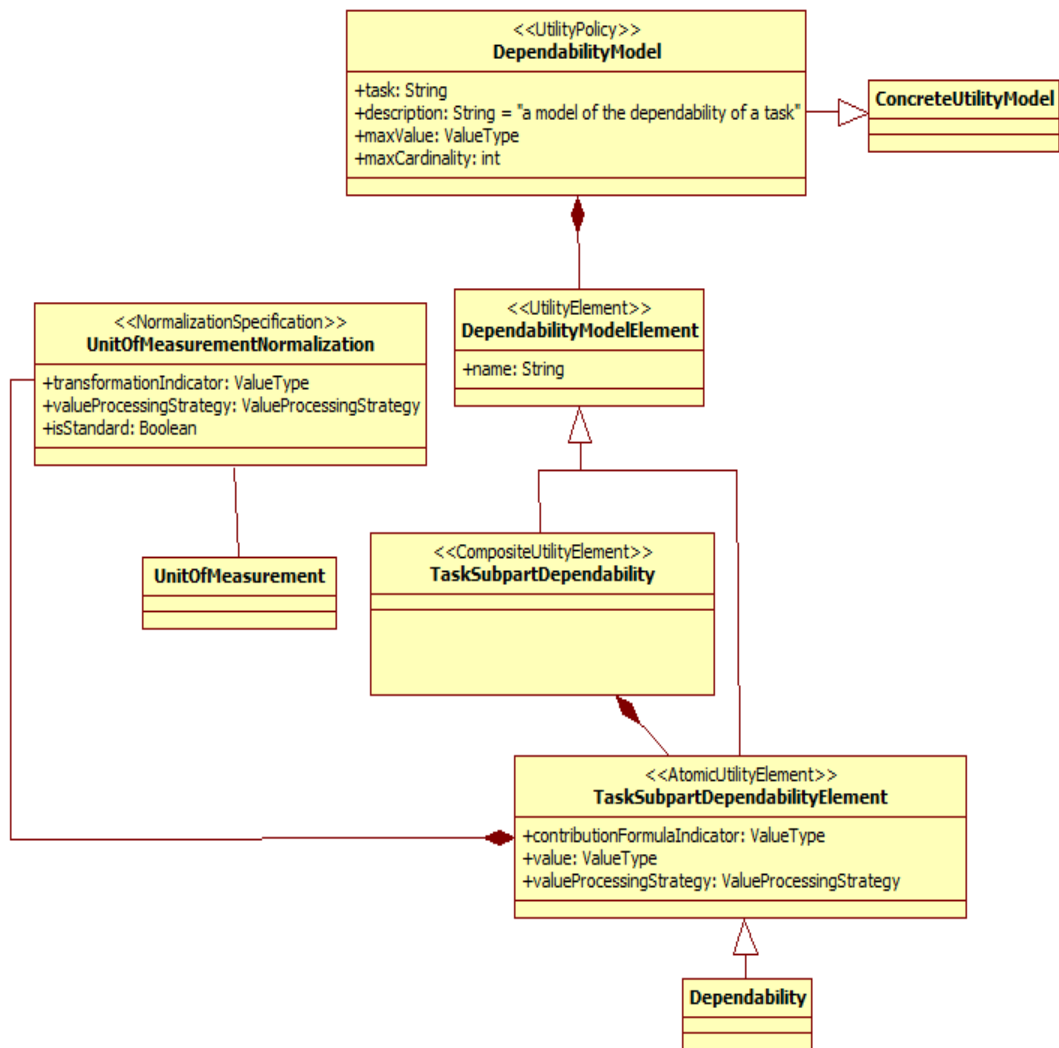 <<UtilityPolicy>>
DependabilityModel
+task: String
+description: String = "a model of the dependability of a task"
+maxValue: ValueType
+maxCardinality: int
ConcreteUtilityModel
<<UtilityElement>>
DependabilityModelElement
+name: String
<<NormalizationSpecification>>
UnitOfMeasurementNormalization
+transformationIndicator: ValueType
+valueProcessingStrategy: ValueProcessingStrategy
+isStandard: Boolean
UnitOfMeasurement
<<CompositeUtilityElement>>
TaskSubpartDependability
<<AtomicUtilityElement>>
TaskSubpartDependabilityElement
+contributionFormulaIndicator: ValueType
+value: ValueType
+valueProcessingStrategy: ValueProcessingStrategy
Dependability